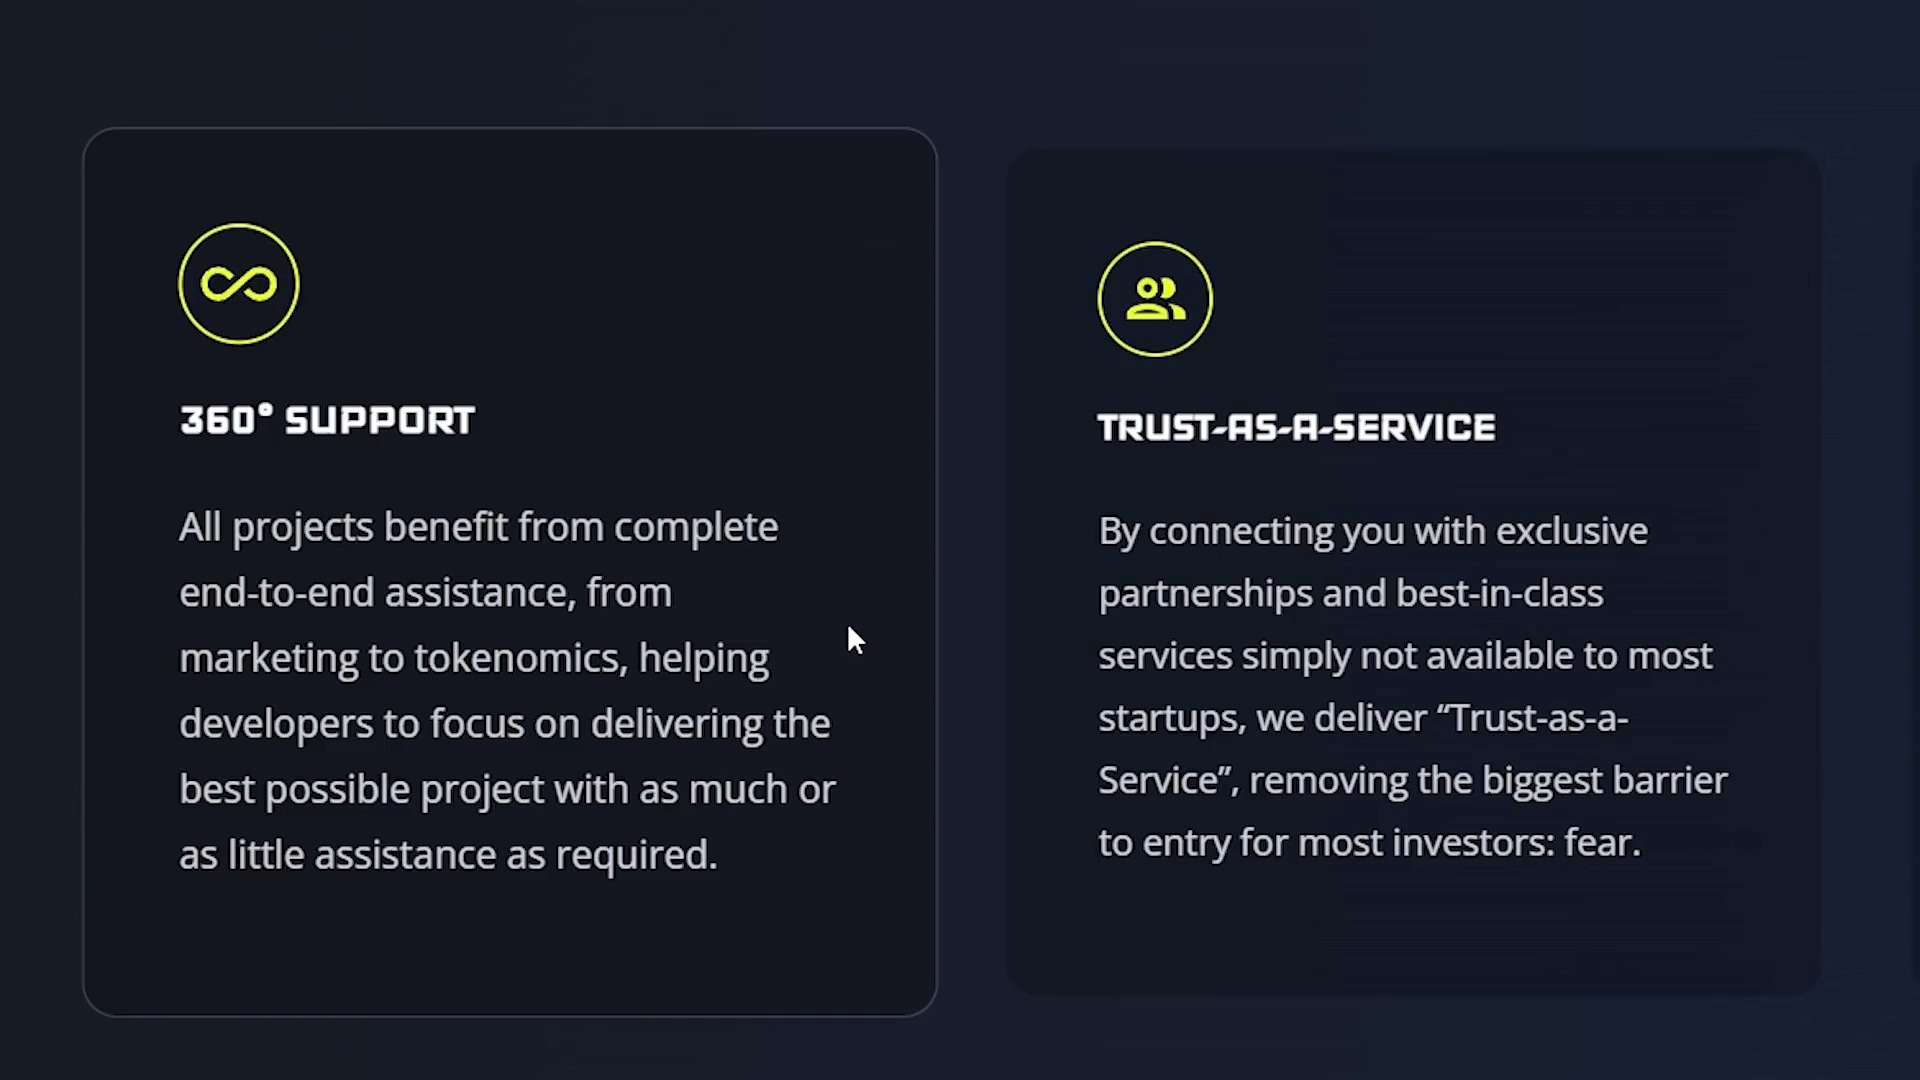 360° SUPPORT
All projects benefit from complete
end-to-end assistance, from
marketing to tokenomics, helping
developers to focus on delivering the
best possible project with as much or
as little assistance as required.
TRUST-AS-A-SERVICE
By connecting you with exclusive
partnerships and best-in-class
services simply not available to most
startups, we deliver “Trust-as-a-
Service”, removing the biggest barrier
to entry for most investors: fear.